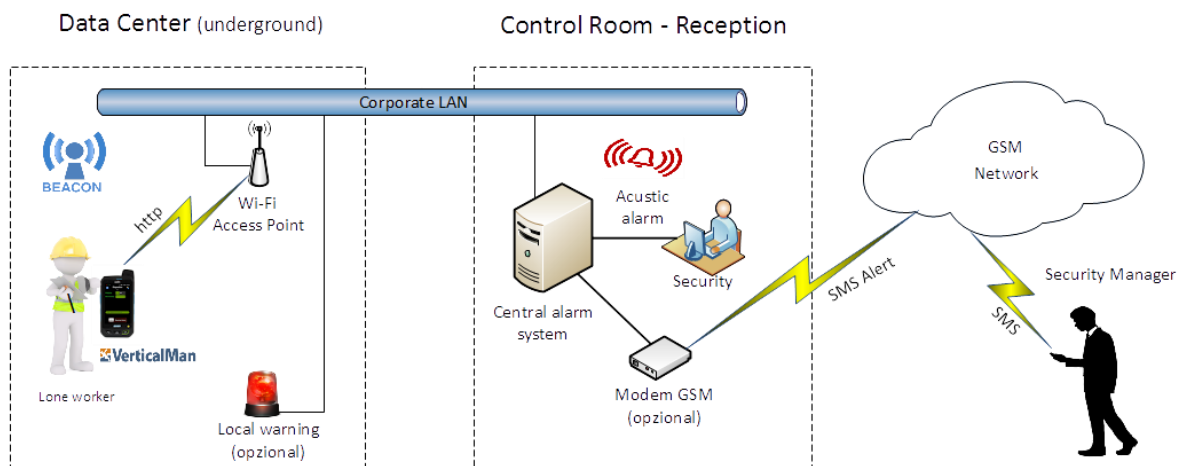 Data Center (underground)
Control Room - Reception
Corporate LAN
BEACON
http
Wi-Fi
Access Point
VerticalMan
Lone worker
Local warning
(opzional)
Acustic
alarm
Security
Central alarm
system
Modem GSM
(opzional)
SMS Alert
GSM
Network
SMS
Security Manager